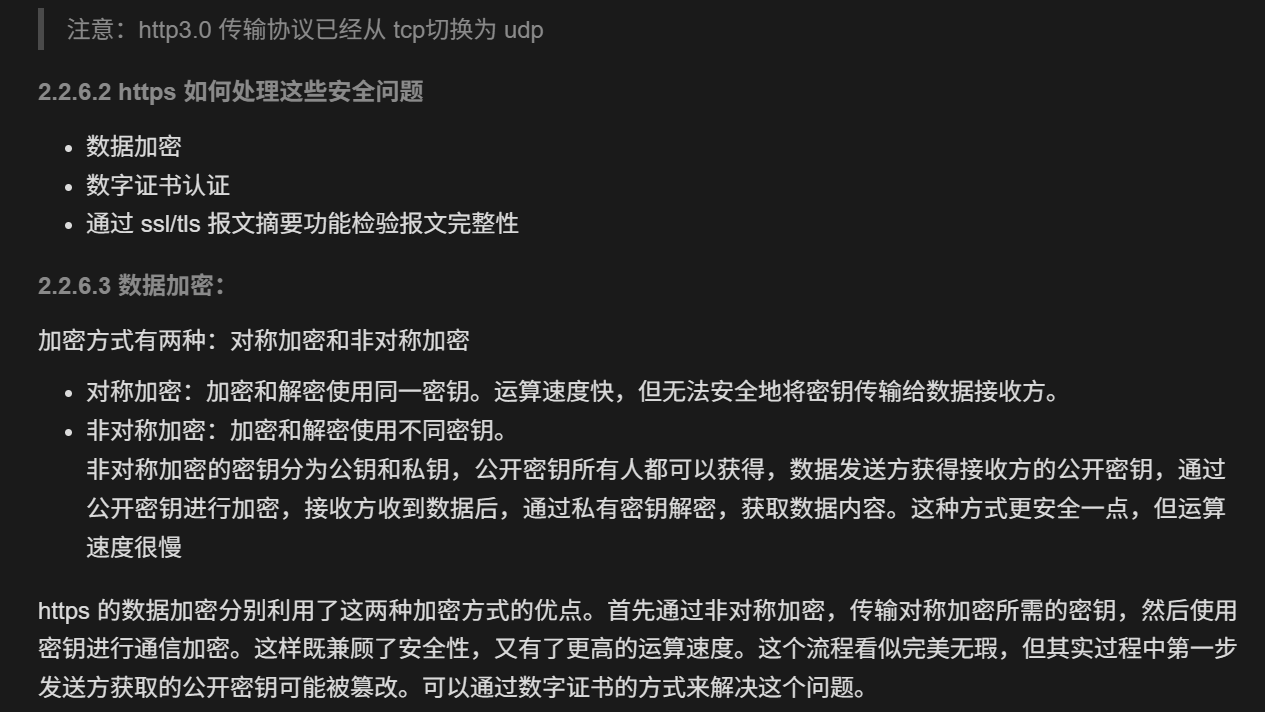 注意：http3.0 传输协议已经从 tcp切换为 udp
2.2.6.2 https 如何处理这些安全问题
• 数据加密
• 数字证书认证
• 通过 ssl/tls 报文摘要功能检验报文完整性
2.2.6.3 数据加密：
加密方式有两种：对称加密和非对称加密
• 对称加密：加密和解密使用同一密钥。运算速度快，但无法安全地将密钥传输给数据接收方。
• 非对称加密：加密和解密使用不同密钥。
非对称加密的密钥分为公钥和私钥，公开密钥所有人都可以获得，数据发送方获得接收方的公开密钥，通过
公开密钥进行加密，接收方收到数据后，通过私有密钥解密，获取数据内容。这种方式更安全一点，但运算
速度很慢
https 的数据加密分别利用了这两种加密方式的优点。首先通过非对称加密，传输对称加密所需的密钥，然后使用
密钥进行通信加密。这样既兼顾了安全性，又有了更高的运算速度。这个流程看似完美无瑕，但其实过程中第一步
发送方获取的公开密钥可能被篡改。可以通过数字证书的方式来解决这个问题。